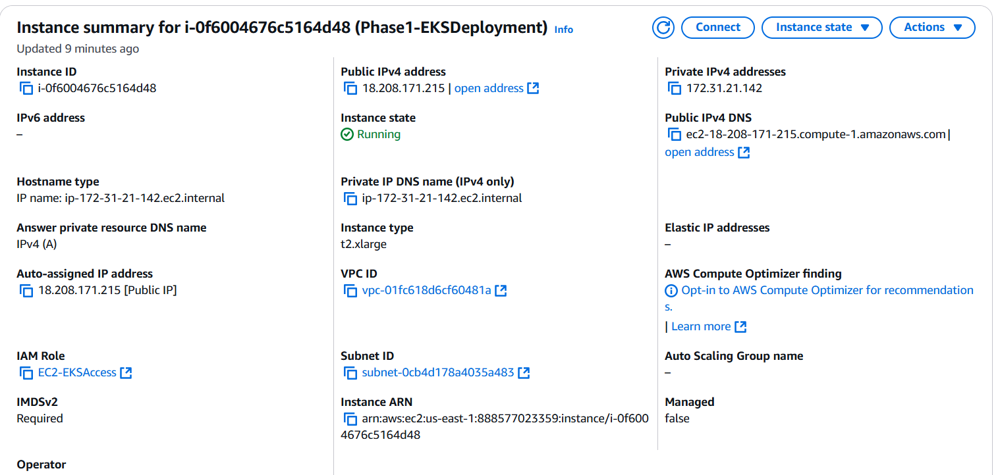 Instance summary for i-0f6004676c5164d48 (Phase1-EKSDeployment) Info
Connect
Instance state
Actions
Updated 9 minutes ago
Instance ID
i-0f6004676c5164d48
Public IPv4 address
18.208.171.215 | open address
Private IPv4 addresses
172.31.21.142
IPv6 address
–
Instance state
Running
Public IPv4 DNS
ec2-18-208-171-215.compute-1.amazonaws.com |
open address
Hostname type
IP name: ip-172-31-21-142.ec2.internal
Private IP DNS name (IPv4 only)
ip-172-31-21-142.ec2.internal
Answer private resource DNS name
IPv4 (A)
Instance type
t2.xlarge
Elastic IP addresses
–
Auto-assigned IP address
18.208.171.215 [Public IP]
VPC ID
vpc-01fc618d6cf60481a
AWS Compute Optimizer finding
Opt-in to AWS Compute Optimizer for recommendation
s.
| Learn more
IAM Role
EC2-EKSAccess
Subnet ID
subnet-0cb4d178a4035a483
Auto Scaling Group name
–
IMDSv2
Required
Instance ARN
arn:aws:ec2:us-east-1:888577023359:instance/i-0f600
4676c5164d48
Managed
false
Operator